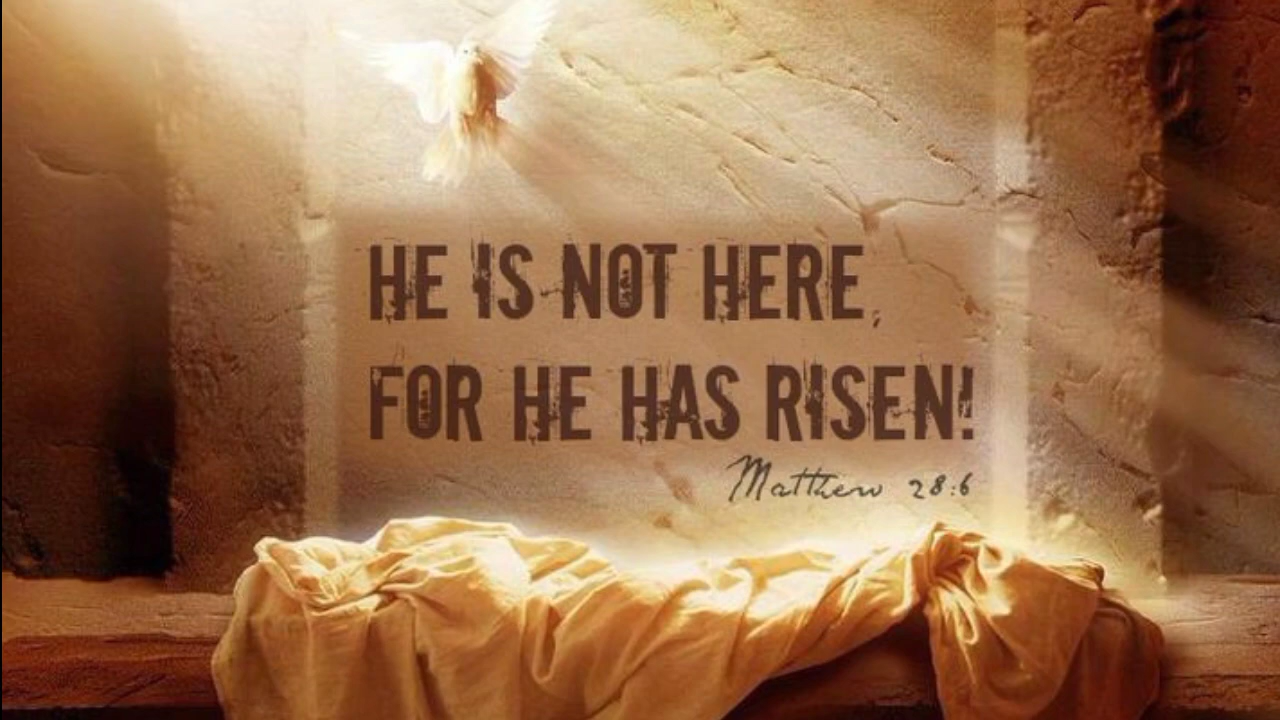 HE IS NOT HERE,
FOR HE HAS RISEN!
Matthew 28:6